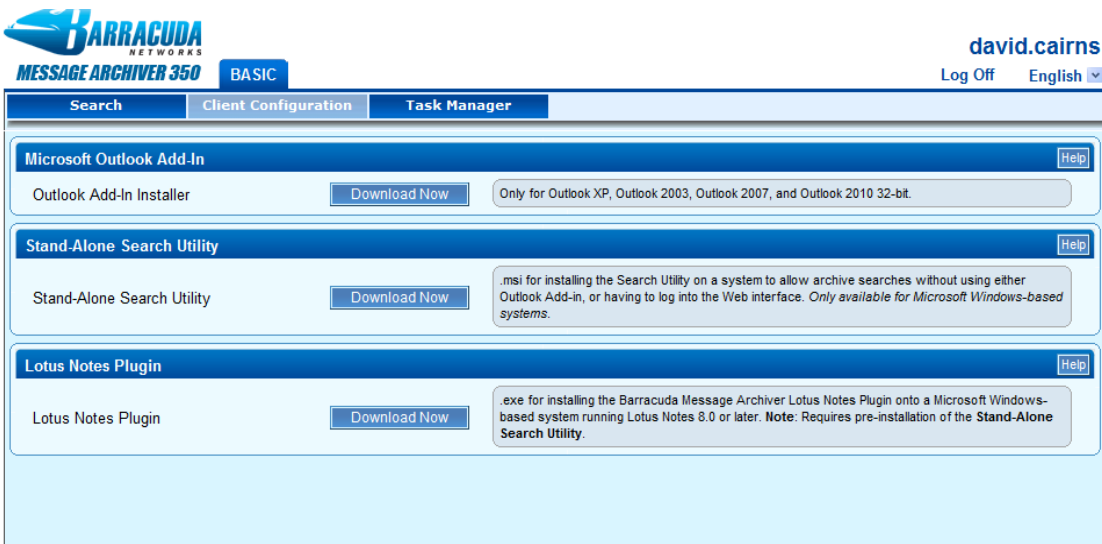 BARRACUDA
NETWORKS
MESSAGE ARCHIVER 350
BASIC
david.cairns
Log Off English
Search Client Configuration Task Manager
Microsoft Outlook Add-In Help
Outlook Add-In Installer Download Now Only for Outlook XP, Outlook 2003, Outlook 2007, and Outlook 2010 32-bit.
Stand-Alone Search Utility Help
Stand-Alone Search Utility Download Now
.msi for installing the Search Utility on a system to allow archive searches without using either
Outlook Add-in, or having to log into the Web interface. Only available for Microsoft Windows-based
systems.
Lotus Notes Plugin Help
Lotus Notes Plugin Download Now
.exe for installing the Barracuda Message Archiver Lotus Notes Plugin onto a Microsoft Windows-
based system running Lotus Notes 8.0 or later. Note: Requires pre-installation of the Stand-Alone
Search Utility.